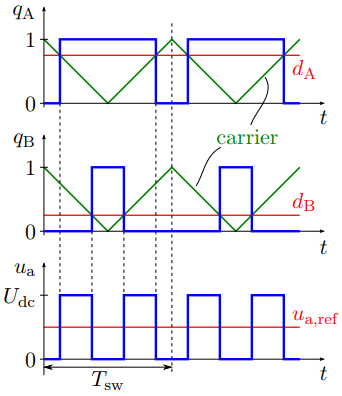 q_A
1
d_A
0
t
carrier
q_B
1
d_B
0
t
u_a
U_dc
u_a,ref
0
t
T_sw